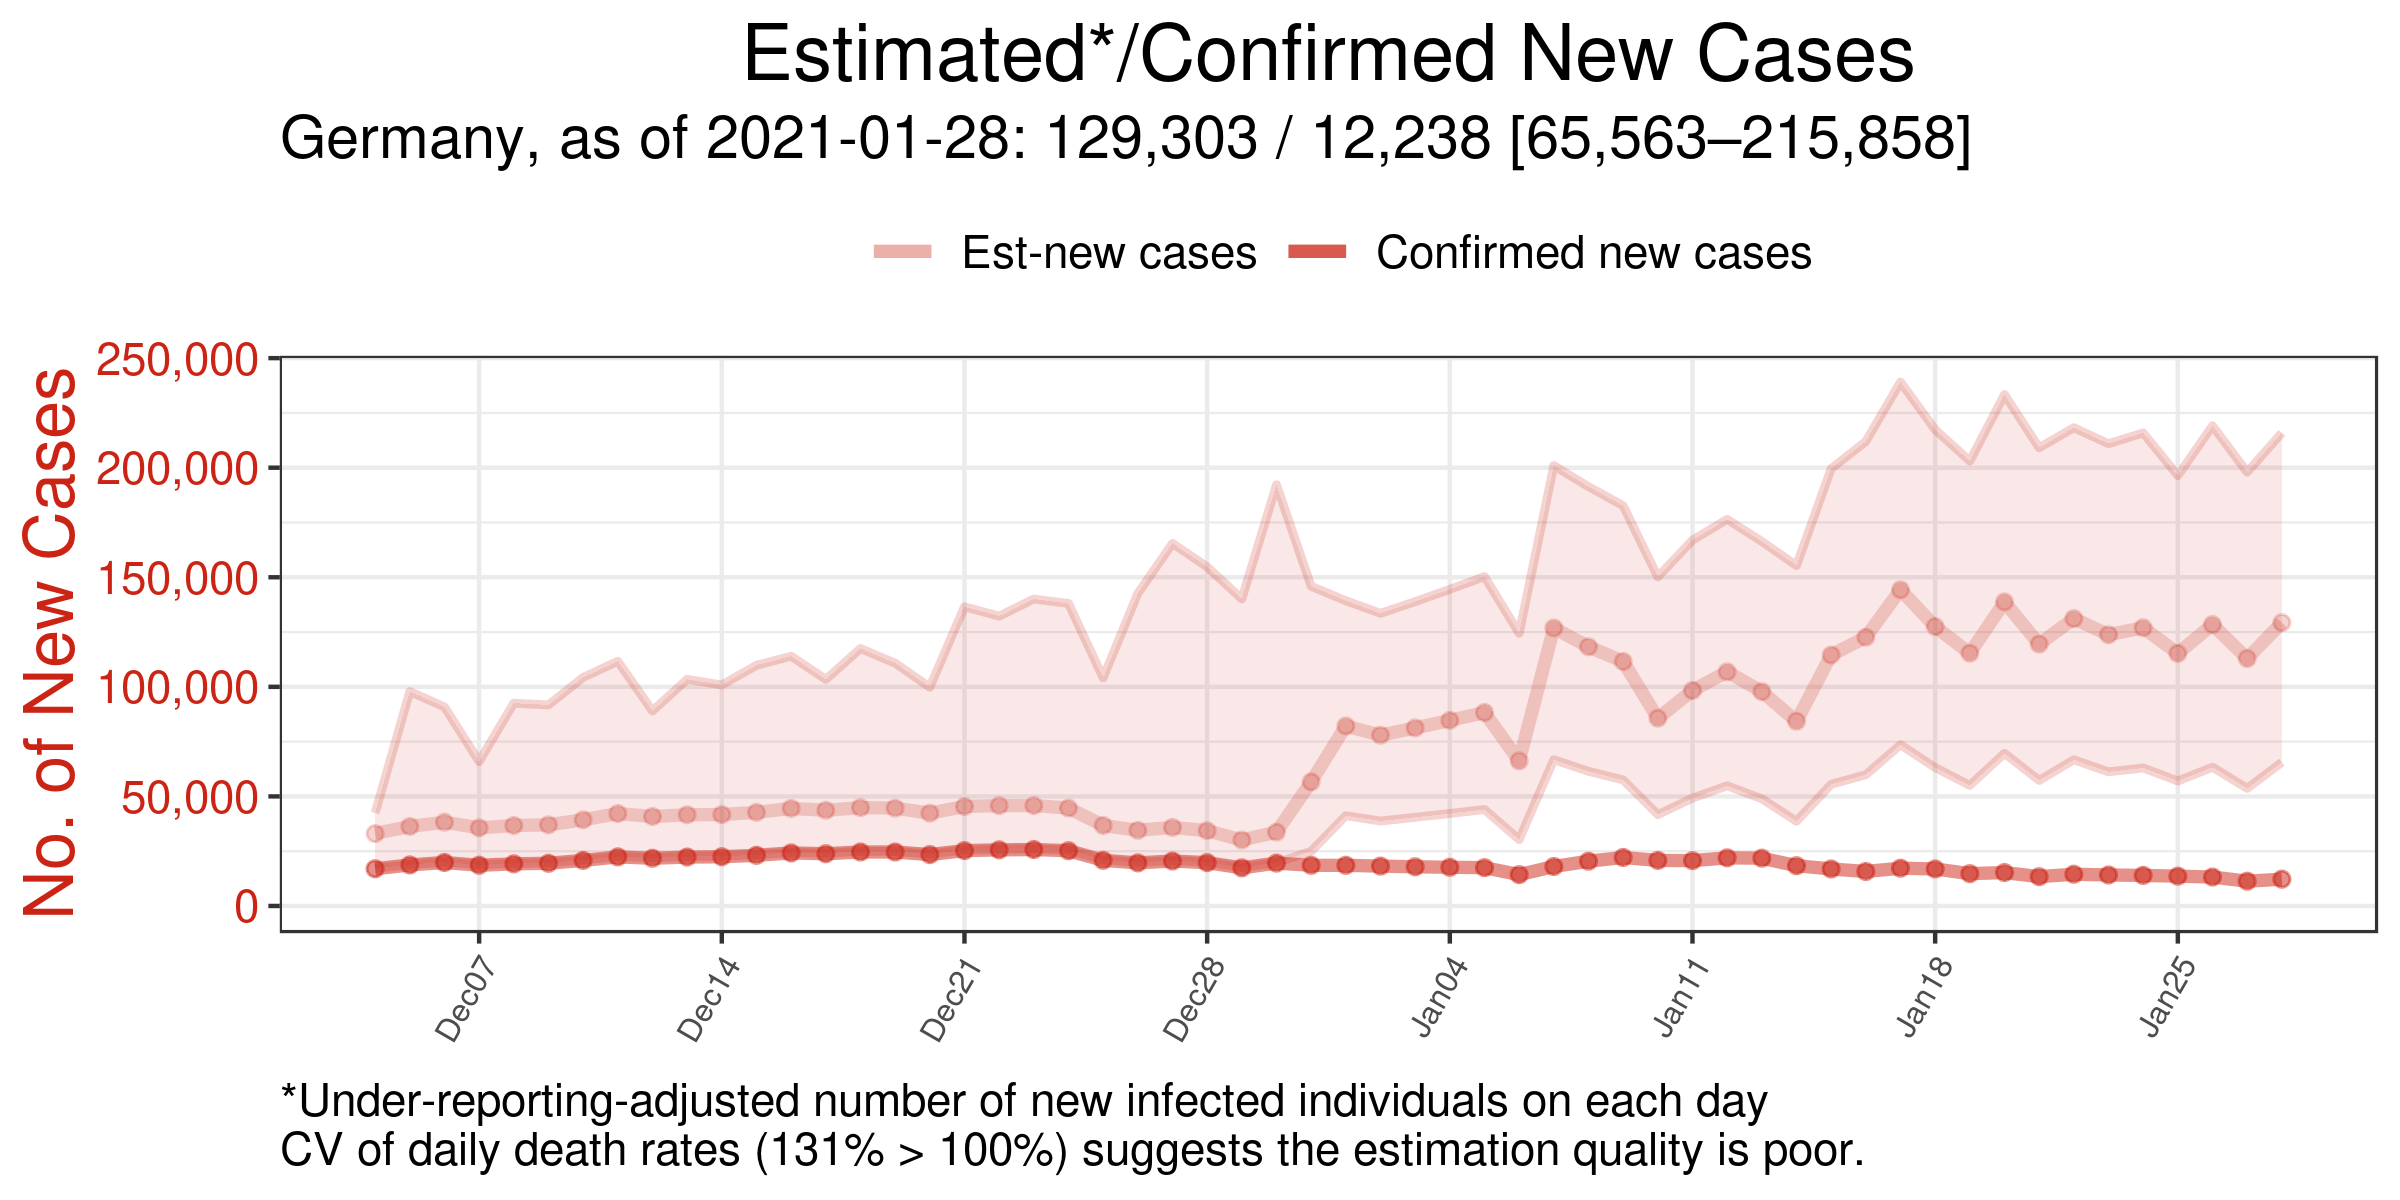 Estimated*/Confirmed New Cases
Germany, as of 2021-01-28: 129,303 / 12,238 [65,563–215,858]
Est-new cases
Confirmed new cases
No. of New Cases
250,000
200,000
150,000
100,000
50,000
0
Dec07
Dec14
Dec21
Dec28
Jan04
Jan11
Jan18
Jan25
*Under-reporting-adjusted number of new infected individuals on each day
CV of daily death rates (131% > 100%) suggests the estimation quality is poor.